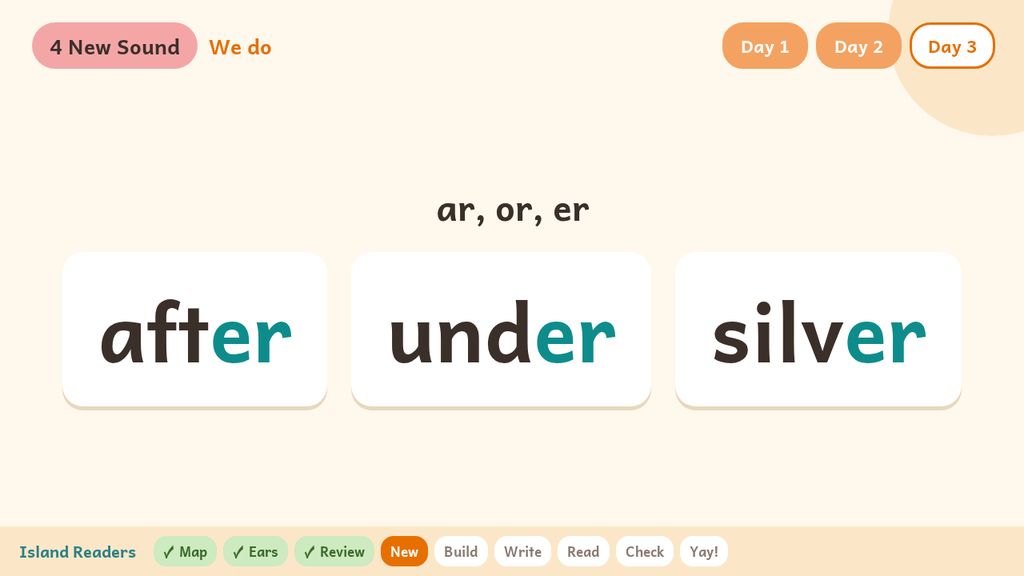 4 New Sound We do Day 1 Day 2 Day 3
ar, or, er
after under silver
Island Readers ✓ Map ✓ Ears ✓ Review New Build Write Read Check Yay!